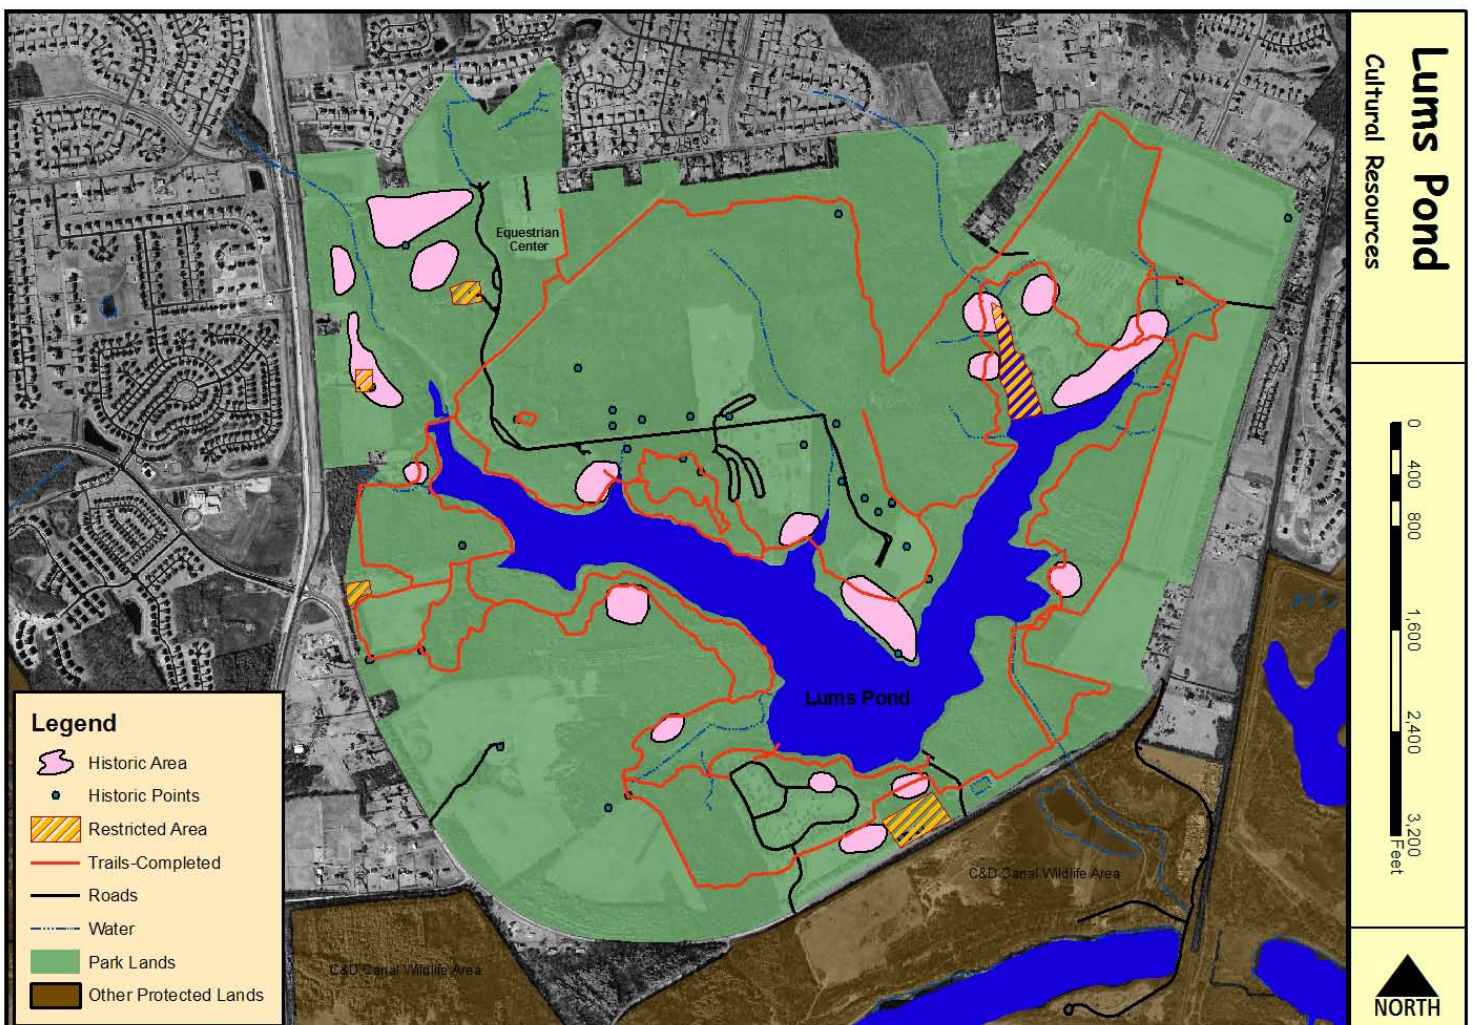 Lums Pond
Cultural Resources
0
400
800
1,600
2,400
3,200
Feet
NORTH
Equestrian
Center
Lums Pond
C&D Canal Wildlife Area
C&D Canal Wildlife Area
Legend
Historic Area
Historic Points
Restricted Area
Trails-Completed
Roads
Water
Park Lands
Other Protected Lands